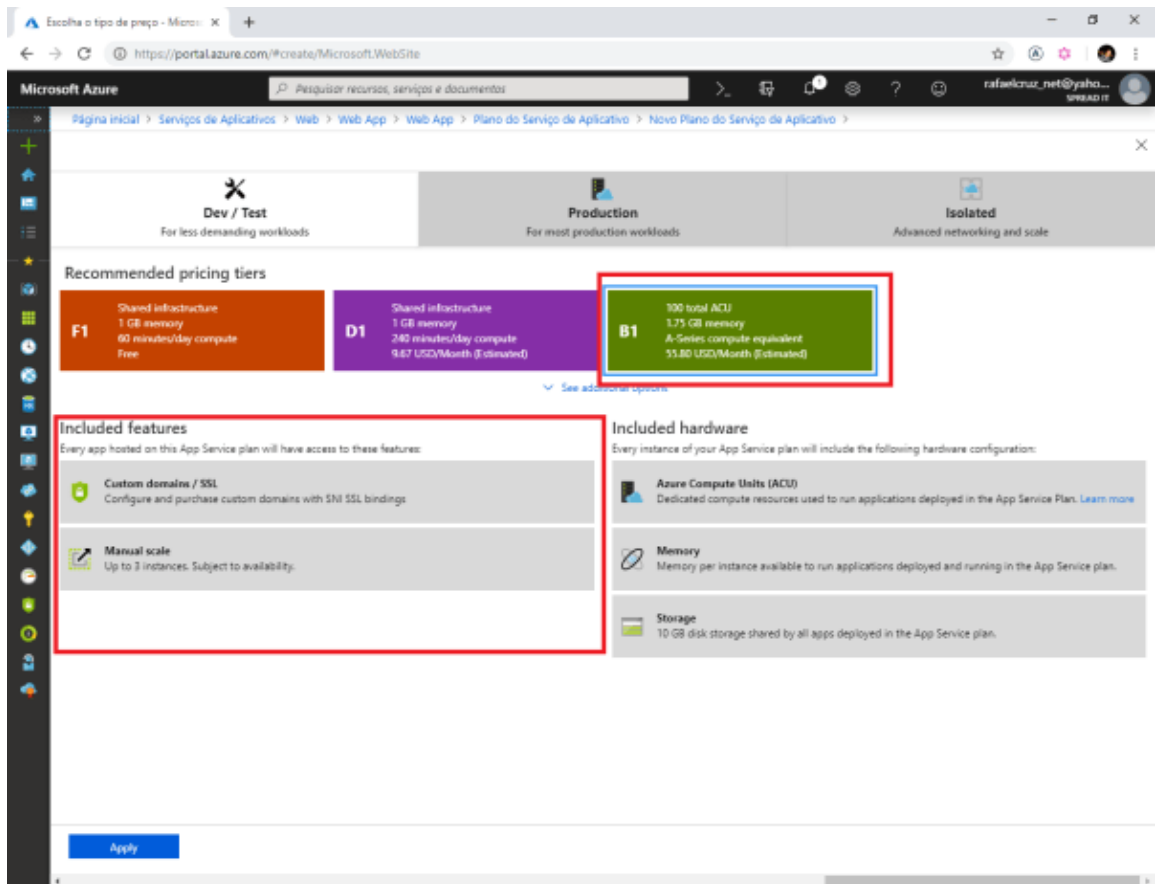 Escolha o tipo de preço - Micros
https://portal.azure.com/#create/Microsoft.WebSite
Microsoft Azure
Pesquisar recursos, serviços e documentos
rafaelcruz_net@yaho...
SPREAD IT
Página inicial > Serviços de Aplicativos > Web > Web App > Web App > Plano do Serviço de Aplicativo > Novo Plano do Serviço de Aplicativo >
Dev / Test
For less demanding workloads
Production
For most production workloads
Isolated
Advanced networking and scale
Recommended pricing tiers
F1
Shared infrastructure
1 GB memory
60 minutes/day compute
Free
D1
Shared infrastructure
1 GB memory
240 minutes/day compute
9.67 USD/Month (Estimated)
B1
100 total ACU
1.75 GB memory
A-Series compute equivalent
55.80 USD/Month (Estimated)
See additional options
Included features
Every app hosted on this App Service plan will have access to these features:
Custom domains / SSL
Configure and purchase custom domains with SNI SSL bindings
Manual scale
Up to 3 instances. Subject to availability.
Included hardware
Every instance of your App Service plan will include the following hardware configuration:
Azure Compute Units (ACU)
Dedicated compute resources used to run applications deployed in the App Service Plan. Learn more
Memory
Memory per instance available to run applications deployed and running in the App Service plan.
Storage
10 GB disk storage shared by all apps deployed in the App Service plan.
Apply